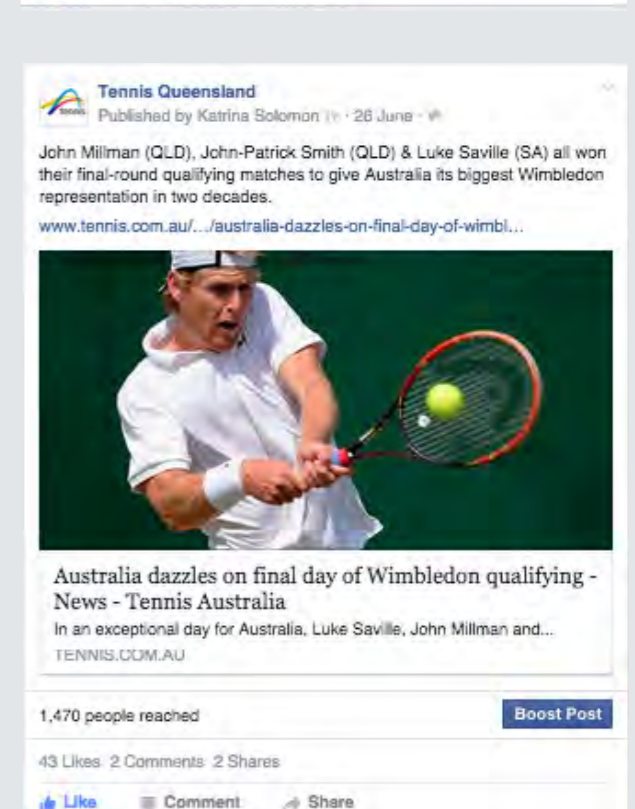 Tennis Queensland
Published by Katrina Solomon · 26 June ·
John Millman (QLD), John-Patrick Smith (QLD) & Luke Saville (SA) all won
their final-round qualifying matches to give Australia its biggest Wimbledon
representation in two decades.
www.tennis.com.au/.../australia-dazzles-on-final-day-of-wimbl...
Australia dazzles on final day of Wimbledon qualifying -
News - Tennis Australia
In an exceptional day for Australia, Luke Saville, John Millman and...
TENNIS.COM.AU
1,470 people reached
Boost Post
43 Likes 2 Comments 2 Shares
Like Comment Share